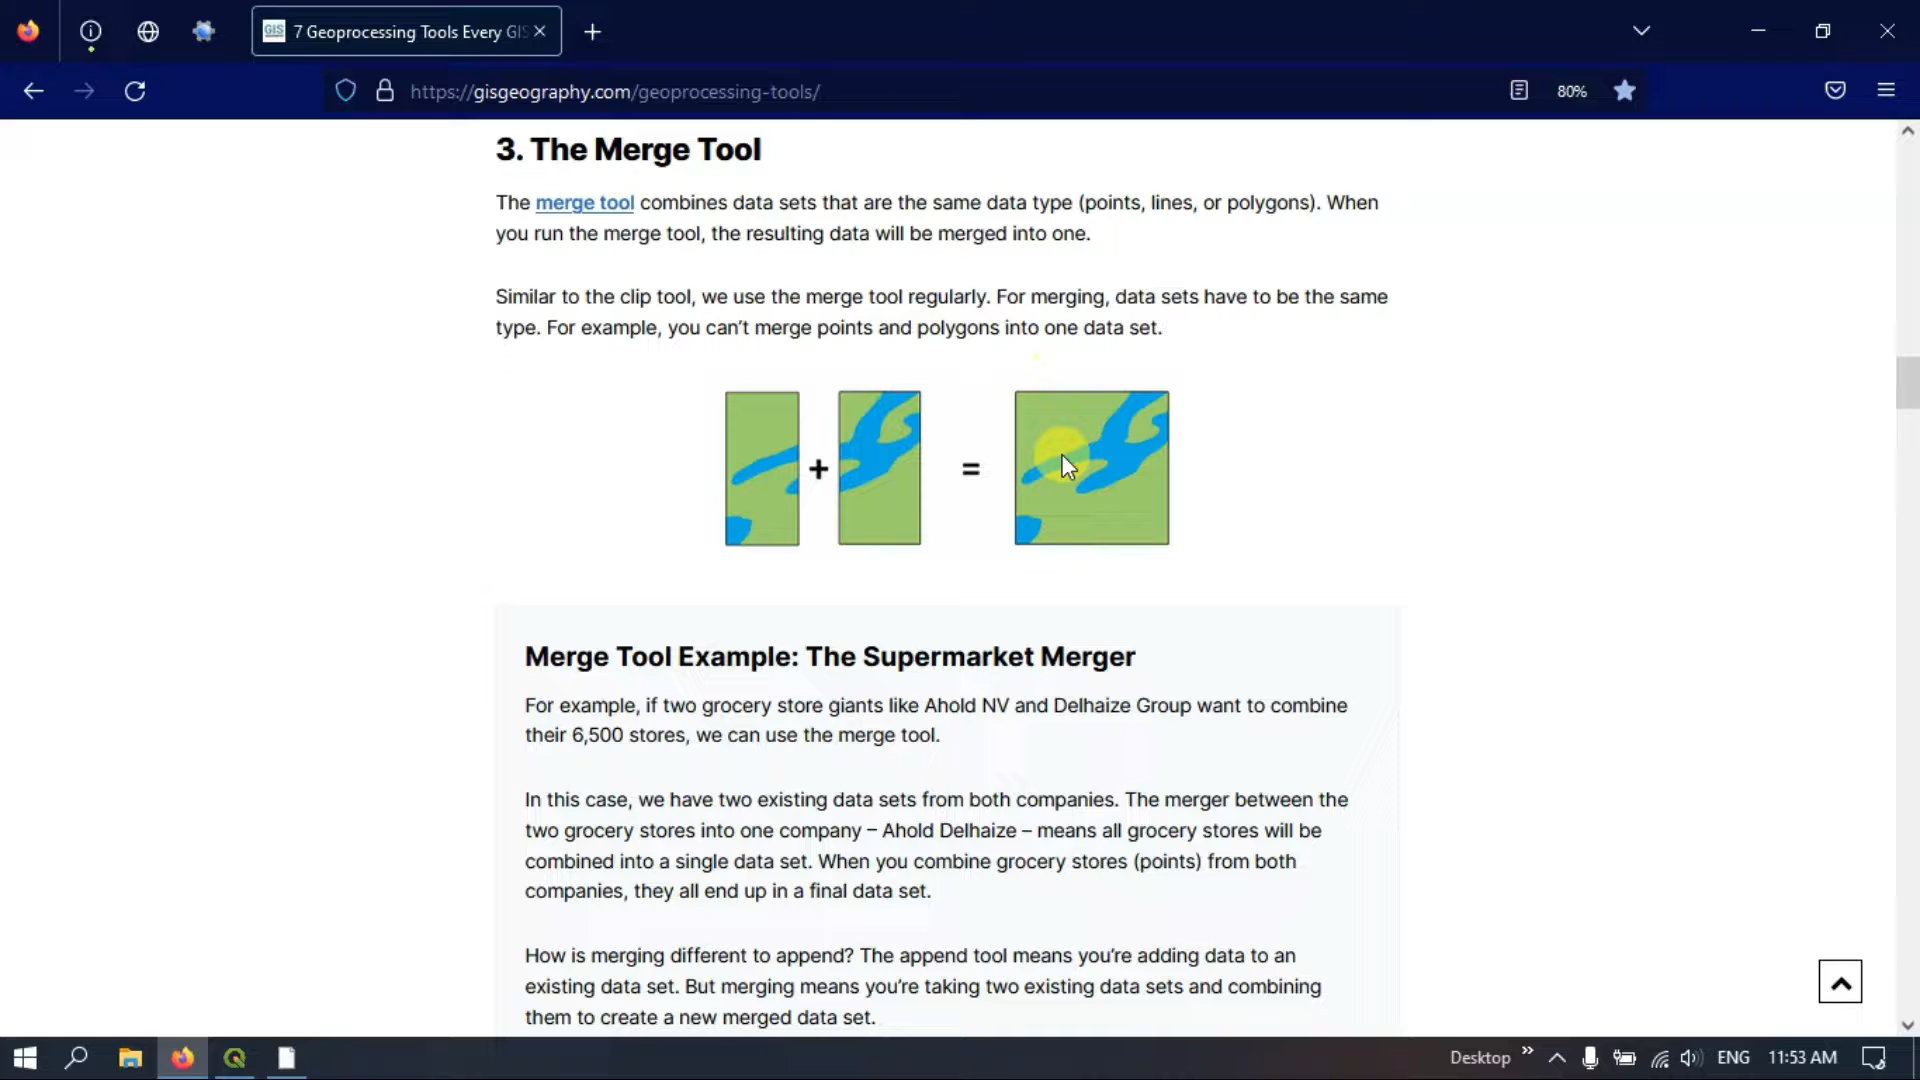 7 Geoprocessing Tools Every GIS
https://gisgeography.com/geoprocessing-tools/
80%
3. The Merge Tool
The merge tool combines data sets that are the same data type (points, lines, or polygons). When
you run the merge tool, the resulting data will be merged into one.
Similar to the clip tool, we use the merge tool regularly. For merging, data sets have to be the same
type. For example, you can’t merge points and polygons into one data set.
+ =
Merge Tool Example: The Supermarket Merger
For example, if two grocery store giants like Ahold NV and Delhaize Group want to combine
their 6,500 stores, we can use the merge tool.
In this case, we have two existing data sets from both companies. The merger between the
two grocery stores into one company – Ahold Delhaize – means all grocery stores will be
combined into a single data set. When you combine grocery stores (points) from both
companies, they all end up in a final data set.
How is merging different to append? The append tool means you’re adding data to an
existing data set. But merging means you’re taking two existing data sets and combining
them to create a new merged data set.
Desktop » ENG 11:53 AM